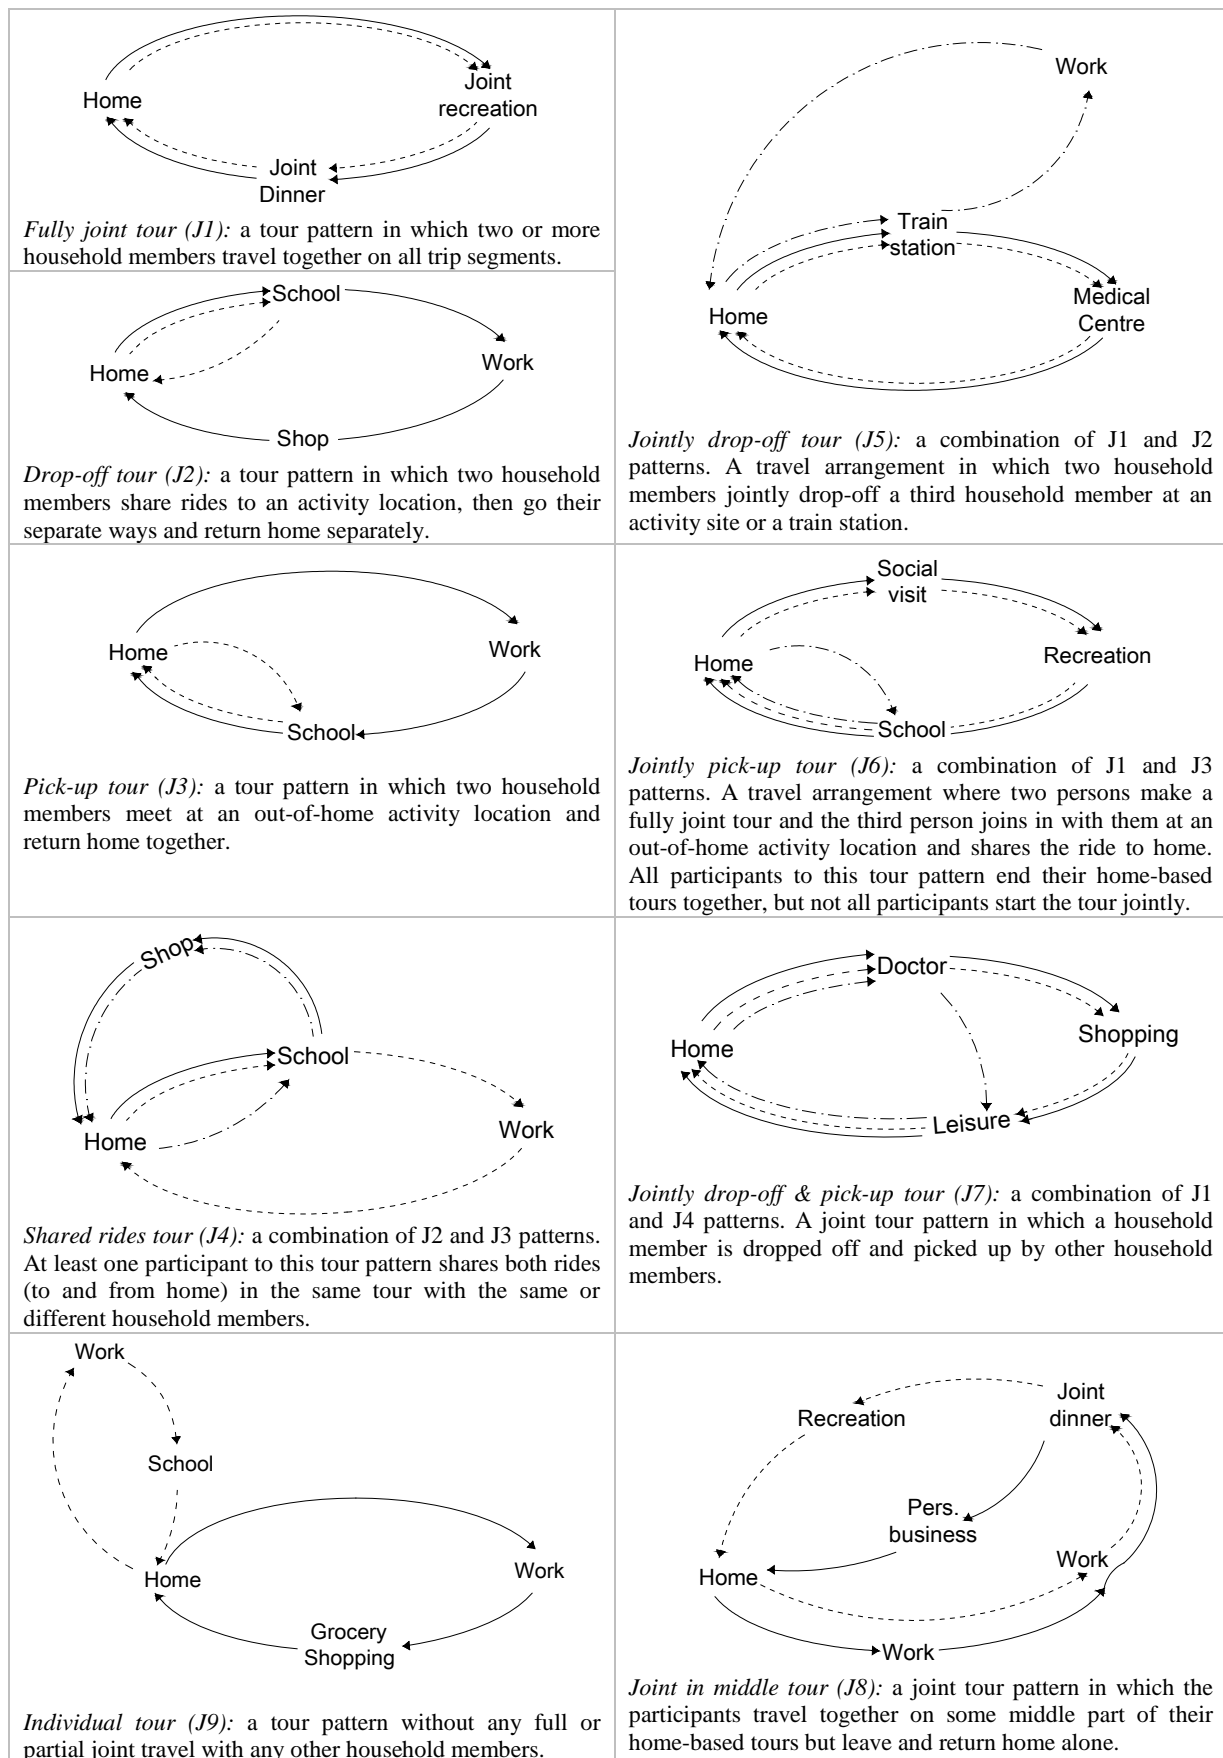 Home
Joint
recreation
Joint
Dinner
Fully joint tour (J1): a tour pattern in which two or more
household members travel together on all trip segments.
School
Home
Work
Shop
Drop-off tour (J2): a tour pattern in which two household
members share rides to an activity location, then go their
separate ways and return home separately.
Work
Train
station
Home
Medical
Centre
Jointly drop-off tour (J5): a combination of J1 and J2
patterns. A travel arrangement in which two household
members jointly drop-off a third household member at an
activity site or a train station.
Home
Work
School
Pick-up tour (J3): a tour pattern in which two household
members meet at an out-of-home activity location and
return home together.
Social
visit
Home
Recreation
School
Jointly pick-up tour (J6): a combination of J1 and J3
patterns. A travel arrangement where two persons make a
fully joint tour and the third person joins in with them at an
out-of-home activity location and shares the ride to home.
All participants to this tour pattern end their home-based
tours together, but not all participants start the tour jointly.
Shop
School
Home
Work
Shared rides tour (J4): a combination of J2 and J3 patterns.
At least one participant to this tour pattern shares both rides
(to and from home) in the same tour with the same or
different household members.
Doctor
Home
Shopping
Leisure
Jointly drop-off & pick-up tour (J7): a combination of J1
and J4 patterns. A joint tour pattern in which a household
member is dropped off and picked up by other household
members.
Work
School
Home
Work
Grocery
Shopping
Individual tour (J9): a tour pattern without any full or
partial joint travel with any other household members.
Joint
dinner
Recreation
Pers.
business
Work
Home
Work
Joint in middle tour (J8): a joint tour pattern in which the
participants travel together on some middle part of their
home-based tours but leave and return home alone.